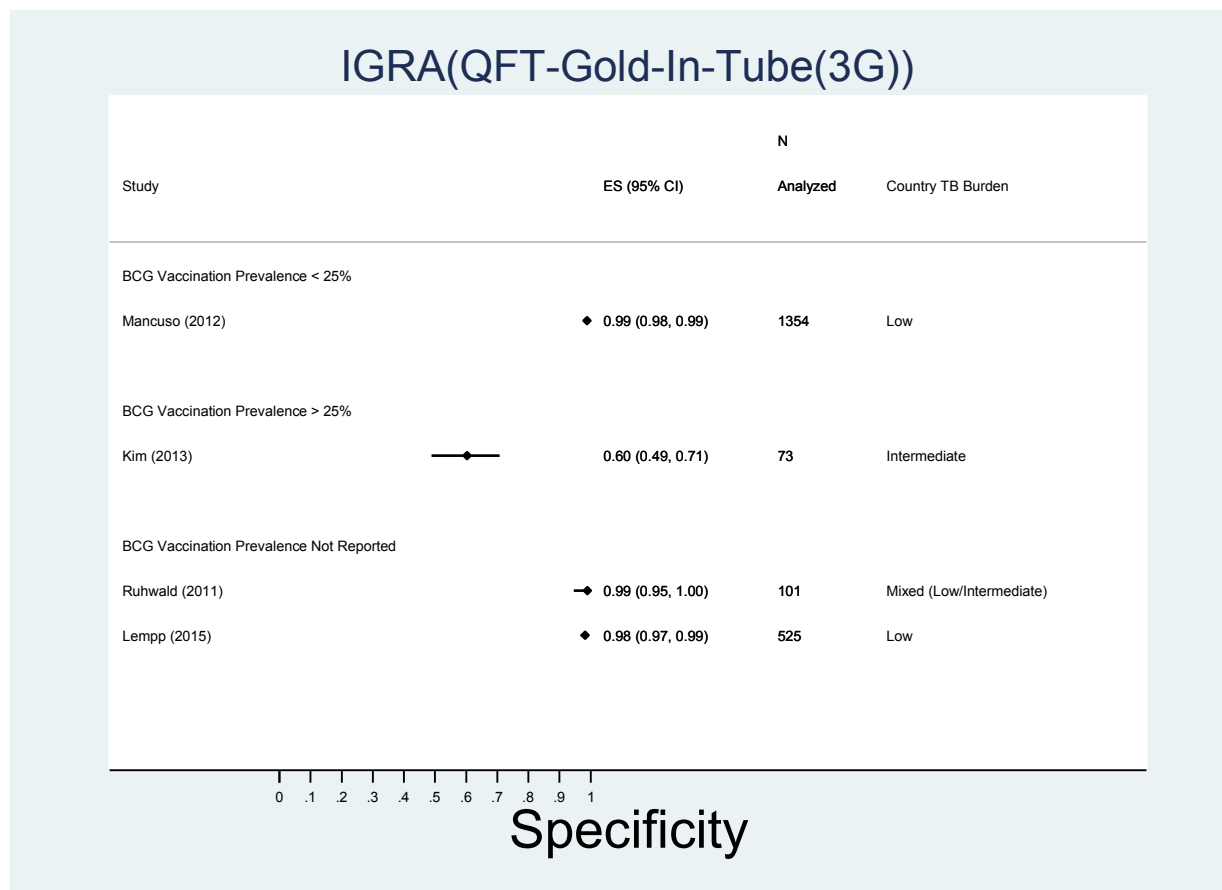 IGRA(QFT-Gold-In-Tube(3G))
N
Study ES (95% CI) Analyzed Country TB Burden
BCG Vaccination Prevalence < 25%
Mancuso (2012) 0.99 (0.98, 0.99) 1354 Low
BCG Vaccination Prevalence > 25%
Kim (2013) 0.60 (0.49, 0.71) 73 Intermediate
BCG Vaccination Prevalence Not Reported
Ruhwald (2011) 0.99 (0.95, 1.00) 101 Mixed (Low/Intermediate)
Lempp (2015) 0.98 (0.97, 0.99) 525 Low
0 .1 .2 .3 .4 .5 .6 .7 .8 .9 1
Specificity